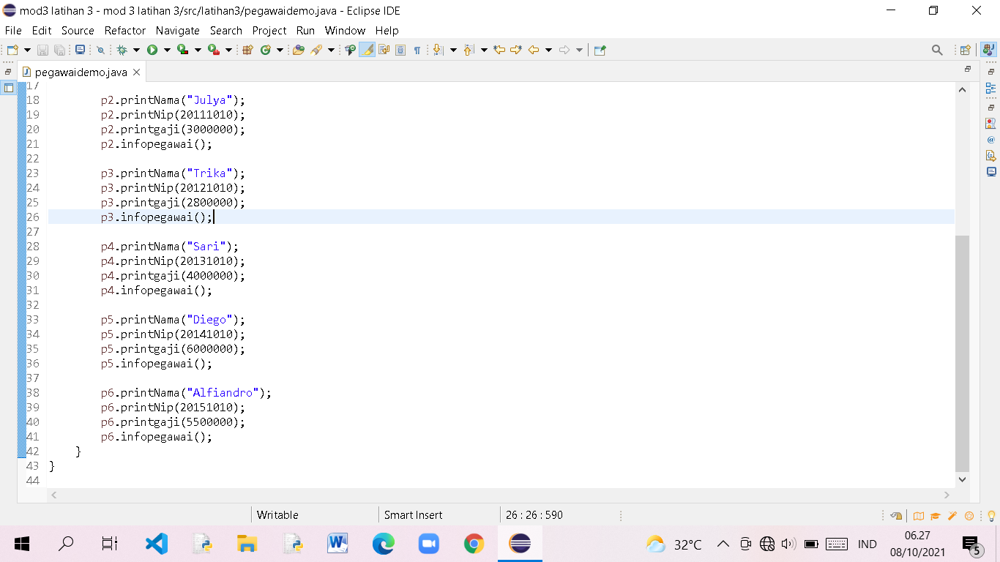 mod3 latihan 3 - mod 3 latihan 3/src/latihan3/pegawaidemo.java - Eclipse IDE
File Edit Source Refactor Navigate Search Project Run Window Help
pegawaidemo.java
17
18 p2.printNama("Julya");
19 p2.printNip(20111010);
20 p2.printgaji(3000000);
21 p2.infopegawai();
22
23 p3.printNama("Trika");
24 p3.printNip(20121010);
25 p3.printgaji(2800000);
26 p3.infopegawai();
27
28 p4.printNama("Sari");
29 p4.printNip(20131010);
30 p4.printgaji(4000000);
31 p4.infopegawai();
32
33 p5.printNama("Diego");
34 p5.printNip(20141010);
35 p5.printgaji(6000000);
36 p5.infopegawai();
37
38 p6.printNama("Alfiandro");
39 p6.printNip(20151010);
40 p6.printgaji(5500000);
41 p6.infopegawai();
42 }
43 }
44
Writable Smart Insert 26 : 26 : 590
32°C IND 06.27
08/10/2021
5